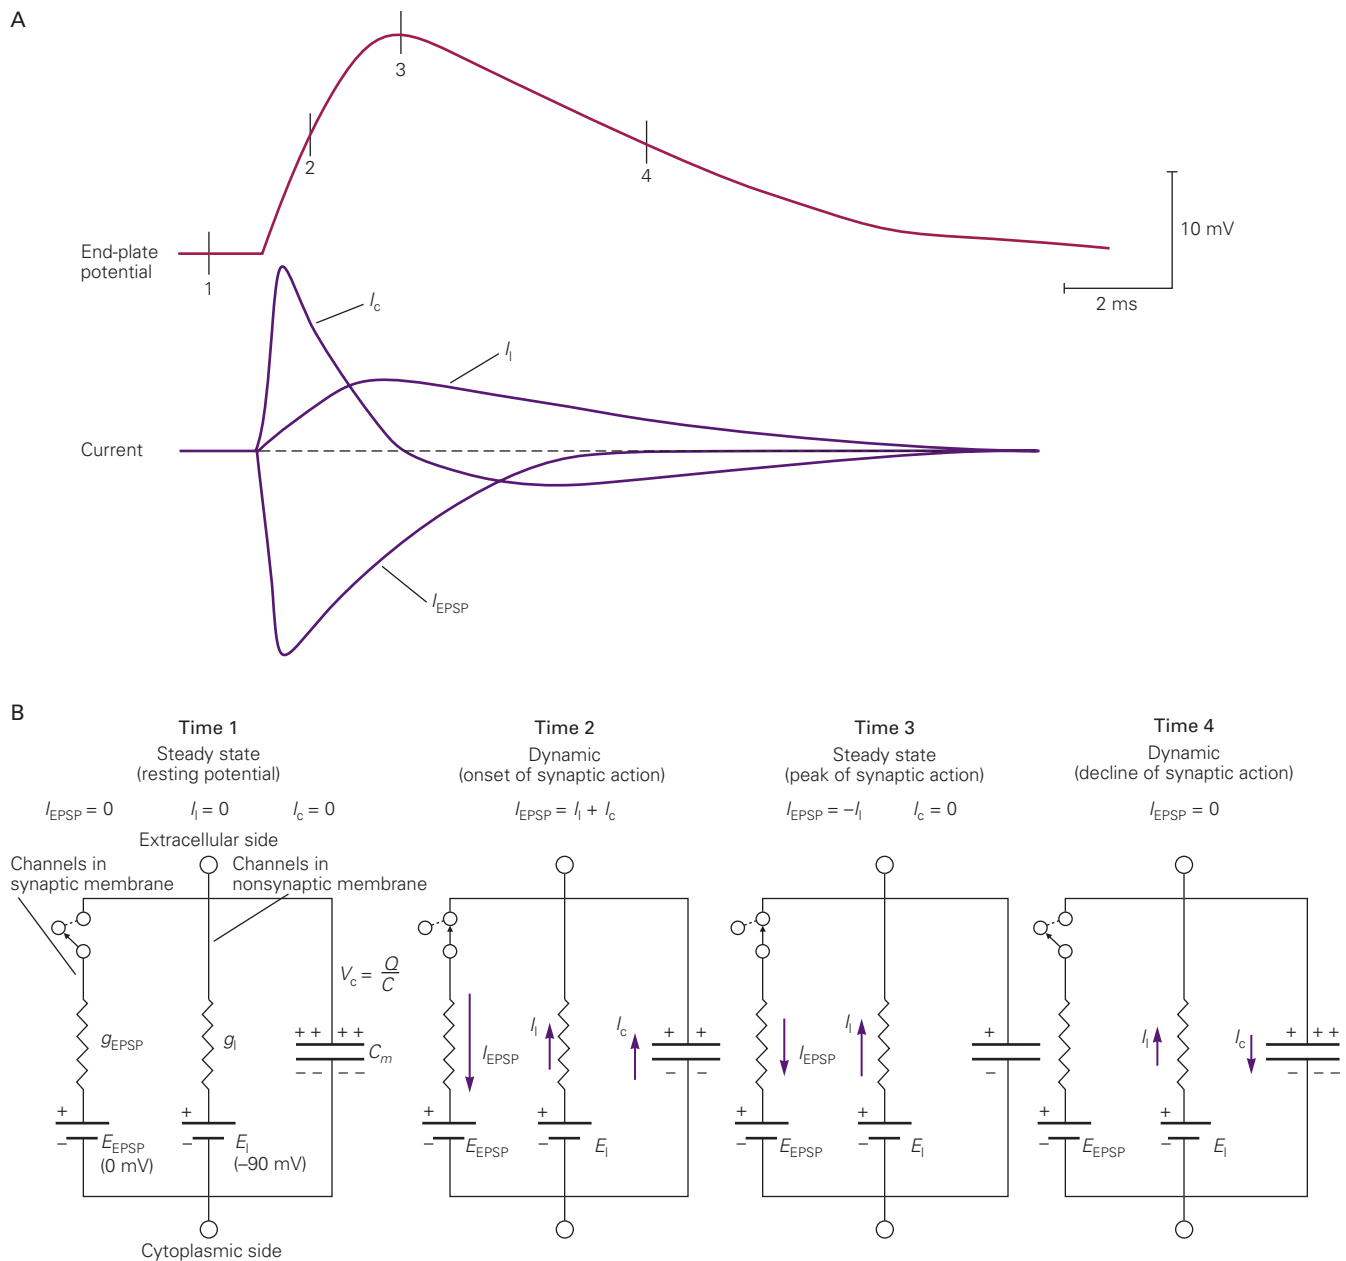 A
3
2
4
10 mV
End-plate
potential
1
2 ms
Ic
Il
Current
IEPSP
B
Time 1
Steady state
(resting potential)
IEPSP = 0
Il = 0
Ic = 0
Extracellular side
Channels in
synaptic membrane
Channels in
nonsynaptic membrane
Vc = Q/C
gEPSP
gl
+ + + +
Cm
− − − −
+
−
EEPSP
(0 mV)
+
−
El
(–90 mV)
Cytoplasmic side
Time 2
Dynamic
(onset of synaptic action)
IEPSP = Il + Ic
IEPSP
Il
Ic
+ +
− −
+
−
EEPSP
−
El
Time 3
Steady state
(peak of synaptic action)
IEPSP = –Il
Ic = 0
IEPSP
Il
+
−
+
−
EEPSP
−
El
Time 4
Dynamic
(decline of synaptic action)
IEPSP = 0
Il
Ic
+ + +
− − −
+
−
EEPSP
−
El